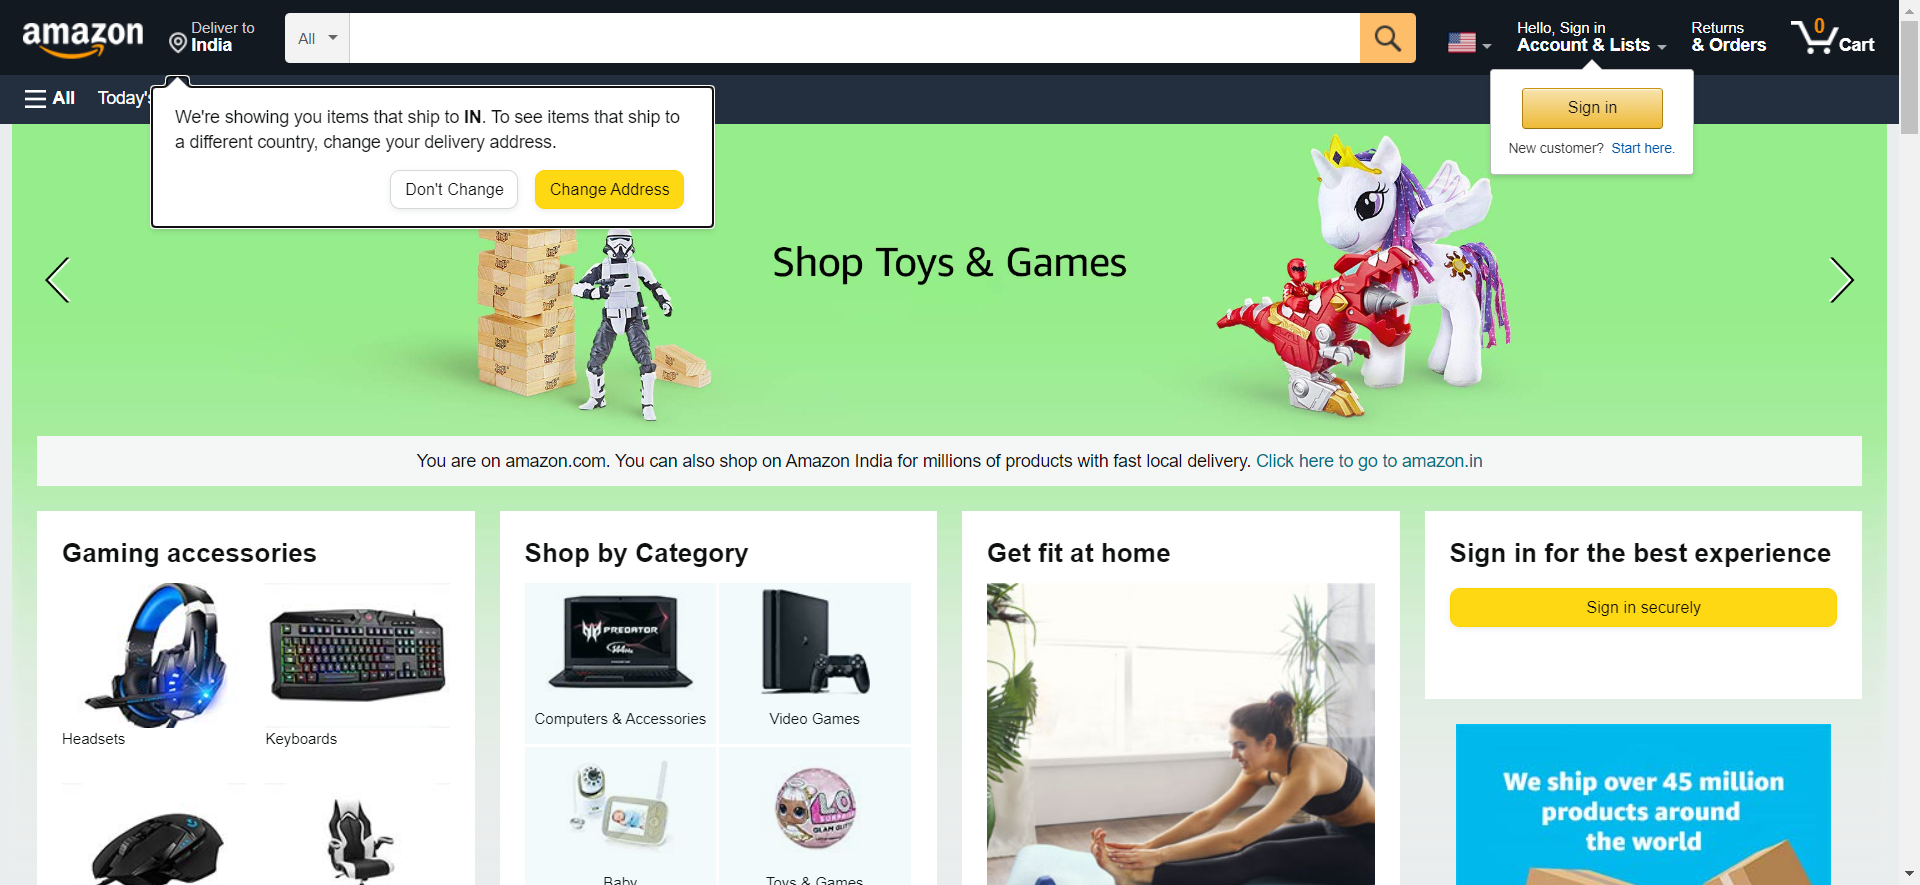 amazon
Deliver to
India
All
Hello, Sign in
Account & Lists
Returns
& Orders
0
Cart
All
Today's
We're showing you items that ship to IN. To see items that ship to
a different country, change your delivery address.
Don't Change
Change Address
Sign in
New customer? Start here.
Shop Toys & Games
You are on amazon.com. You can also shop on Amazon India for millions of products with fast local delivery. Click here to go to amazon.in
Gaming accessories
Headsets
Keyboards
Shop by Category
PREDATOR
144Hz
Computers & Accessories
Video Games
L.O.L.
SURPRISE
Baby
Toys & Games
Get fit at home
Sign in for the best experience
Sign in securely
We ship over 45 million
products around
the world